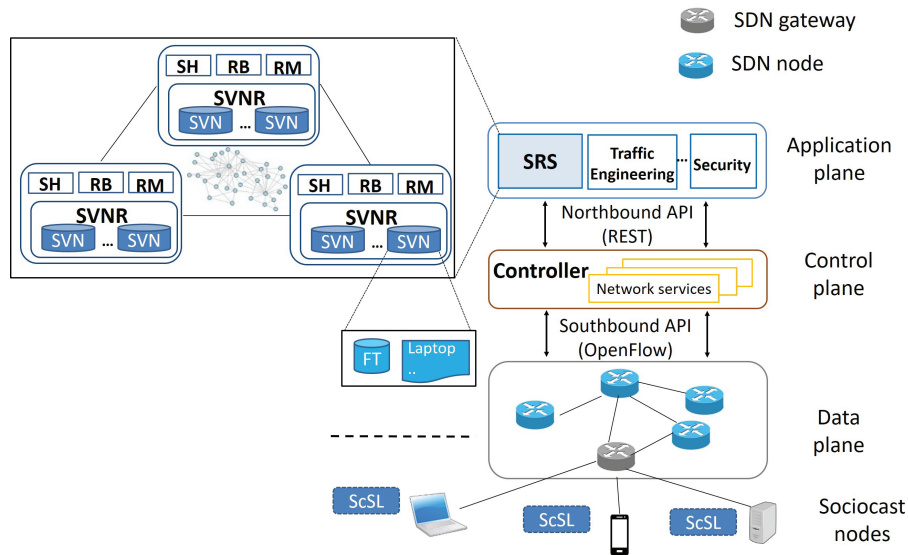 SDN gateway
SDN node
SH RB RM
SVNR
SVN ... SVN
SH RB RM
SVNR
SVN ... SVN
SH RB RM
SVNR
SVN ... SVN
SRS
Traffic
Engineering
...
Security
Application
plane
Northbound API
(REST)
Controller
Network services
Control
plane
Southbound API
(OpenFlow)
FT
Laptop
..
Data
plane
ScSL
ScSL
ScSL
Sociocast
nodes